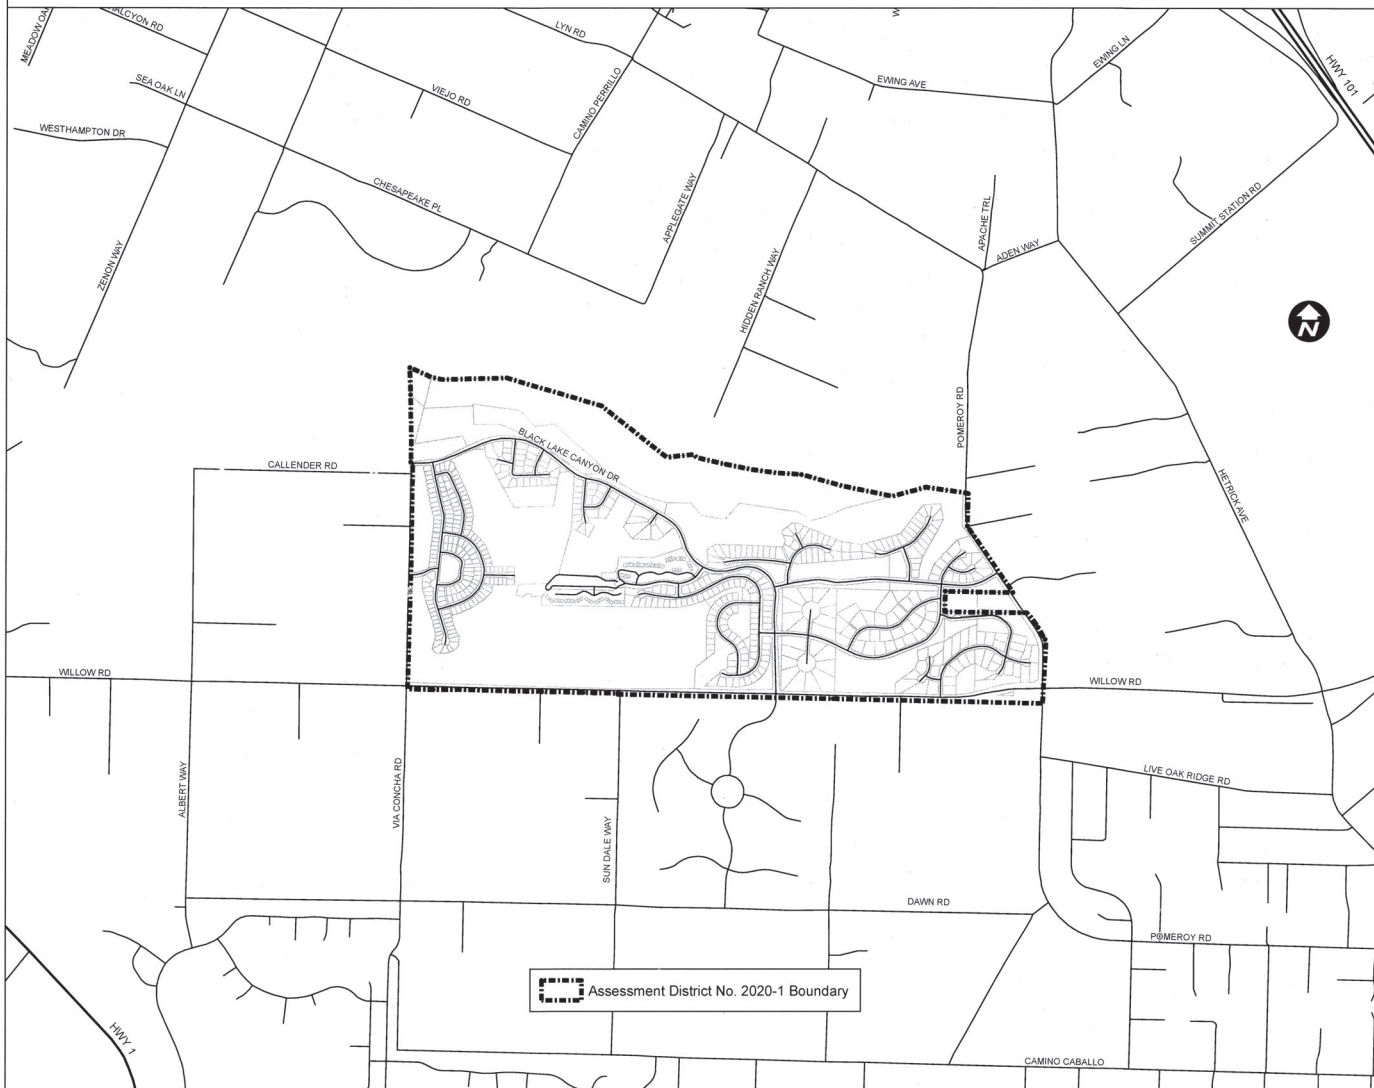 MEADOW OAK
HALCYON RD
LYN RD
W
EWING AVE
EWING LN
HWY 101
SEA OAK LN
VIEJO RD
CAMINO PERRILLO
WESTHAMPTON DR
CHESAPEAKE PL
APPLEGATE WAY
APACHE TRL
SUMMIT STATION RD
ADEN WAY
ZENON WAY
HIDDEN RANCH WAY
N
POMEROY RD
BLACK LAKE CANYON DR
CALLENDER RD
HETRICK AVE
WILLOW RD
WILLOW RD
LIVE OAK RIDGE RD
ALBERT WAY
VIA CONCHA RD
SUN DALE WAY
DAWN RD
POMEROY RD
Assessment District No. 2020-1 Boundary
HWY 1
CAMINO CABALLO